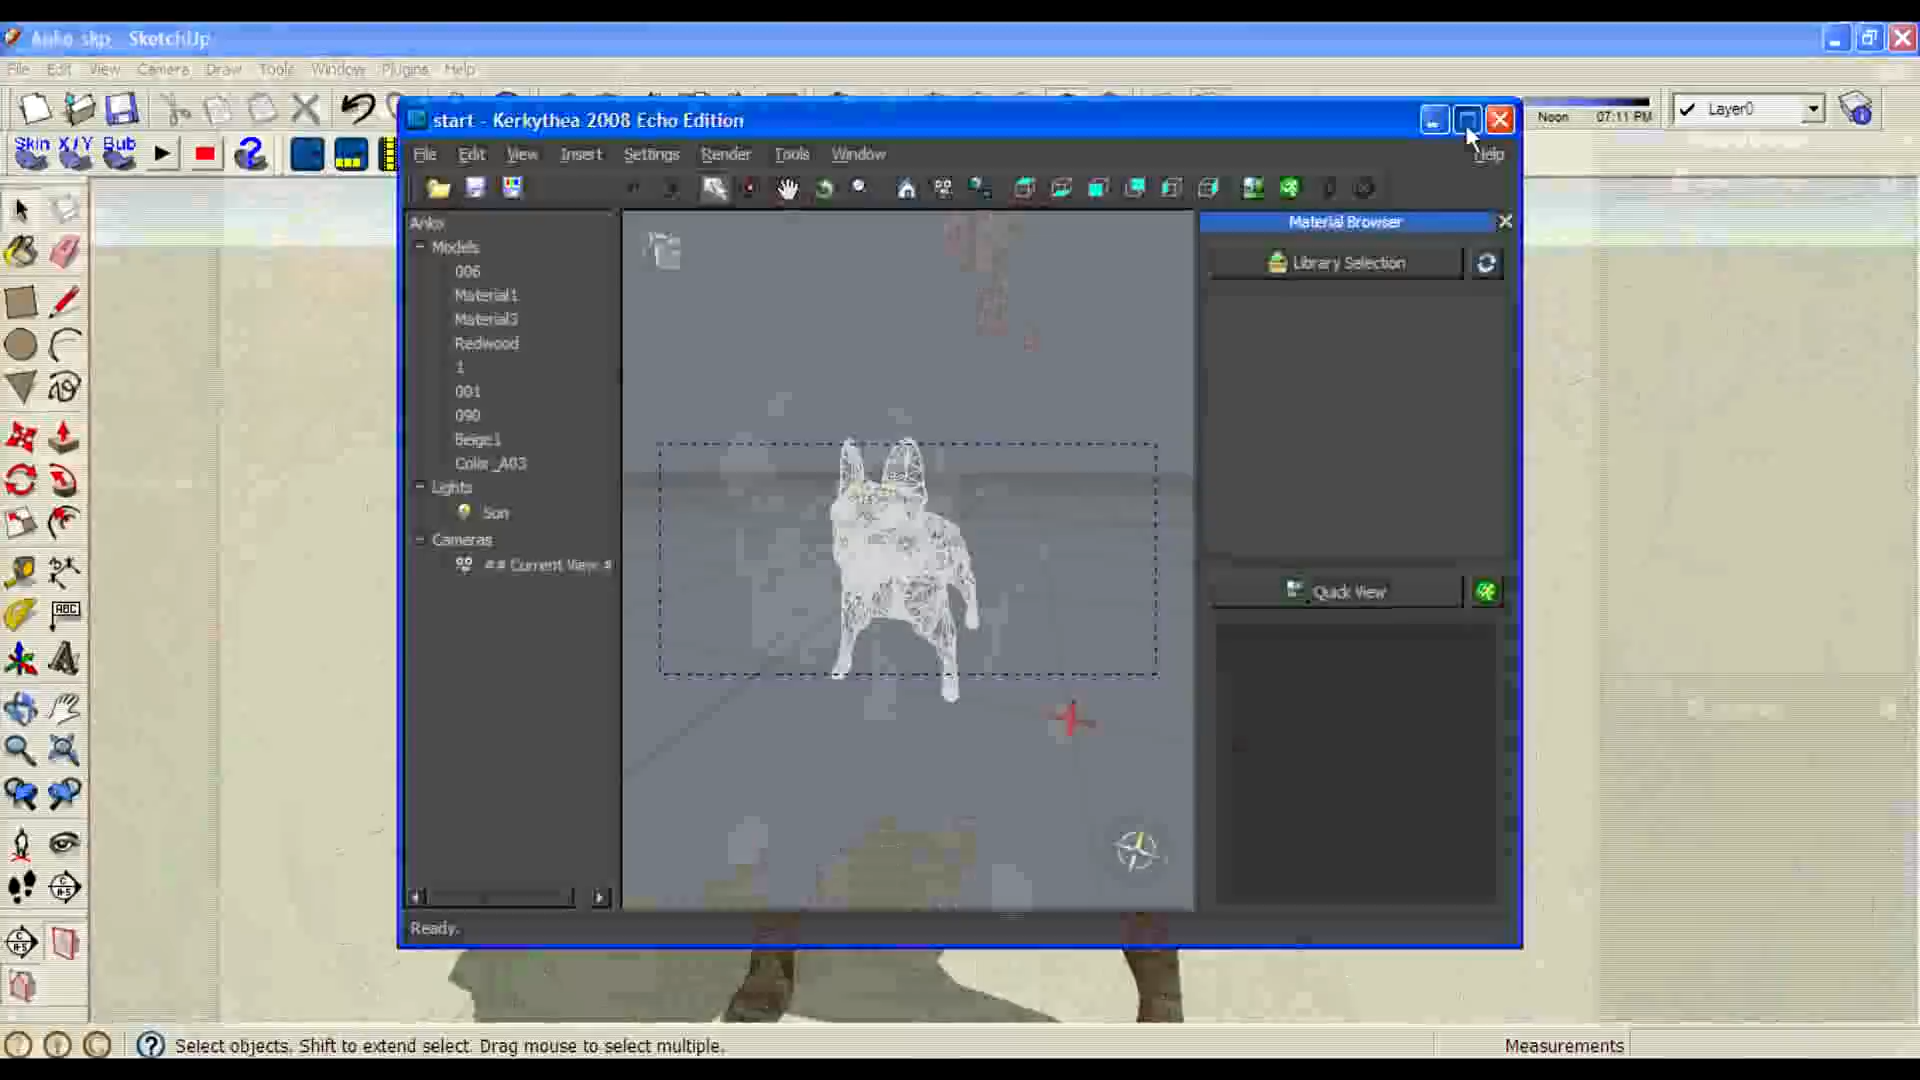 Anko.skp - SketchUp
File Edit View Camera Draw Tools Window Plugins Help
Noon 07:11 PM Layer0
Skin X/Y Bub
start - Kerkythea 2008 Echo Edition
File Edit View Insert Settings Render Tools Window Help
Anko
Material Browser
Models
006
Library Selection
Material1
Material3
Redwood
1
001
090
Beige1
Color_A03
Lights
Sun
Cameras
## Current View #
Quick View
ABC
Ready.
Select objects. Shift to extend select. Drag mouse to select multiple.
Measurements